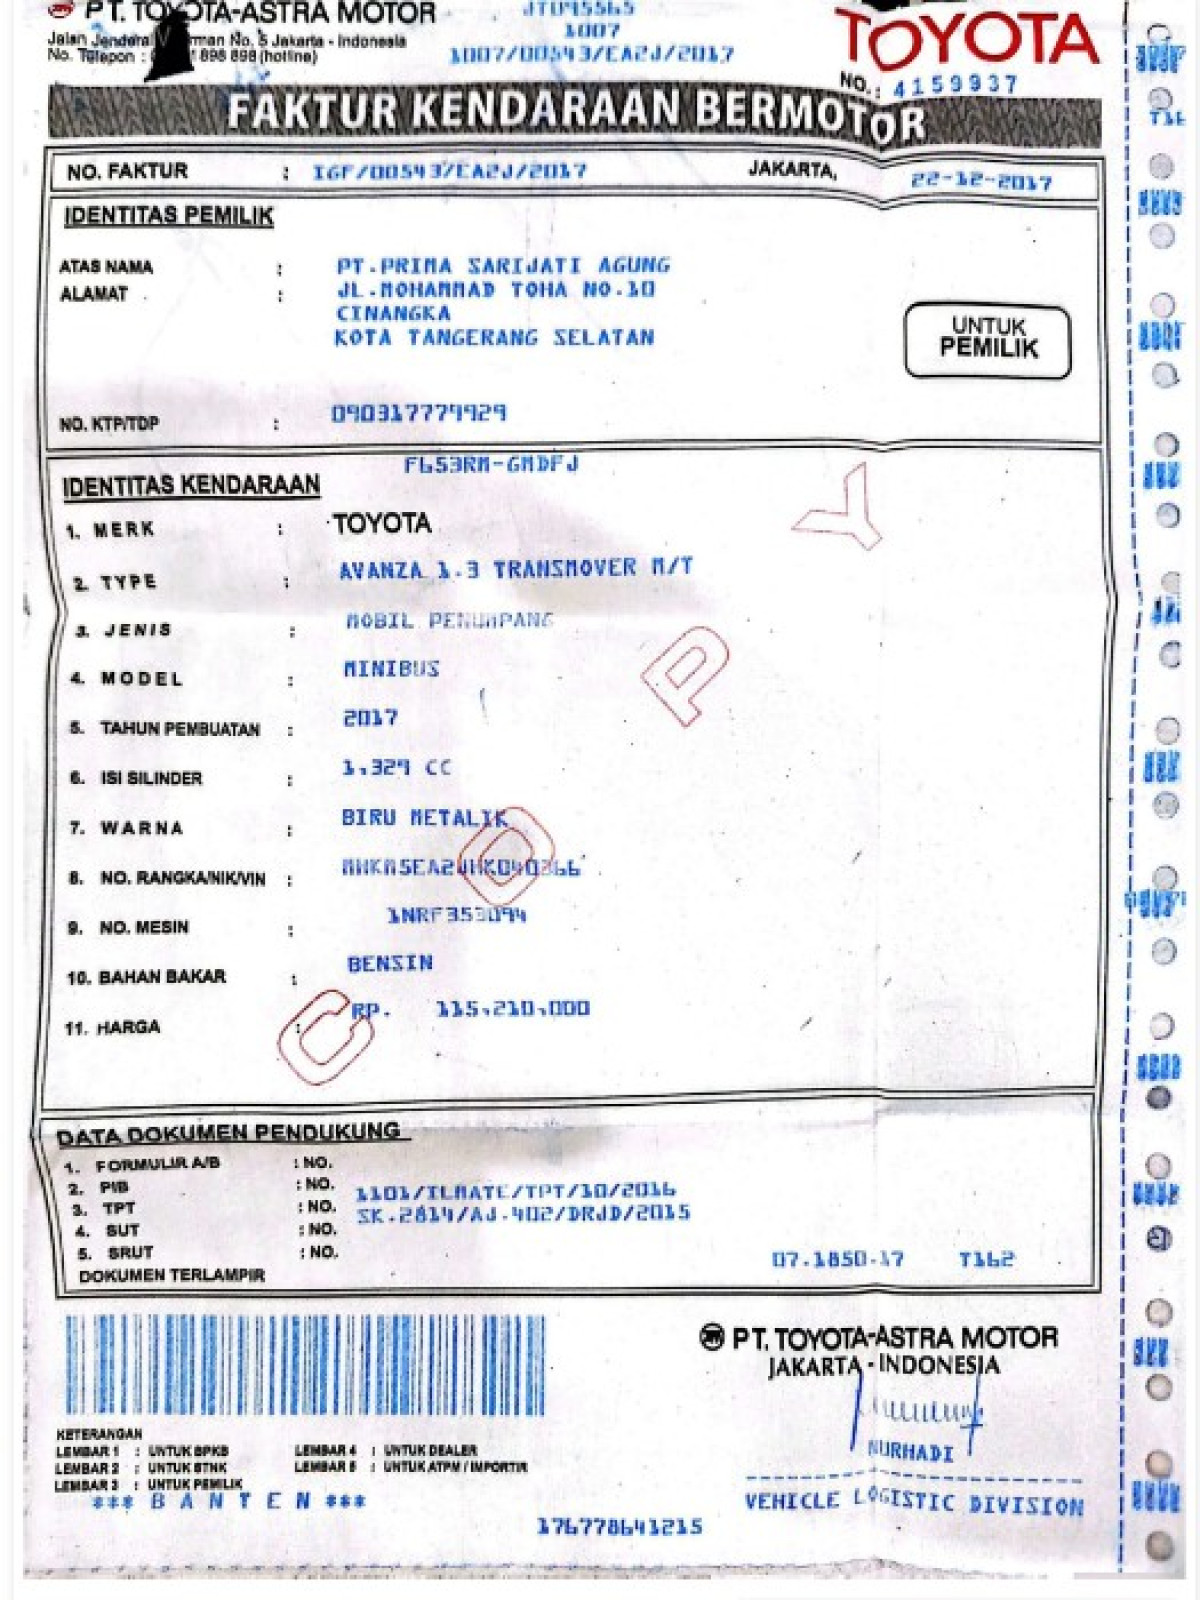 PT. TOYOTA-ASTRA MOTOR
Jalan Jenderal No. 5 Jakarta - Indonesia
No. Telepon : 898 898 (hotline)
1007
1007/00543/EA2J/2017
TOYOTA
NO.: 4159937
FAKTUR KENDARAAN BERMOTOR
NO. FAKTUR : IGF/00543/EA2J/2017 JAKARTA, 22-12-2017
IDENTITAS PEMILIK
ATAS NAMA : PT.PRIMA SARIJATI AGUNG
ALAMAT : JL.MOHAMMAD TOHA NO.10
CINANGKA
KOTA TANGERANG SELATAN
UNTUK
PEMILIK
NO. KTP/TDP : 090317779929
F653RM-GMDFJ
IDENTITAS KENDARAAN
1. MERK : TOYOTA
2. TYPE : AVANZA 1.3 TRANSMOVER M/T
3. JENIS : MOBIL PENUMPANG
4. MODEL : MINIBUS
5. TAHUN PEMBUATAN : 2017
6. ISI SILINDER : 1,329 CC
7. WARNA : BIRU METALIK
8. NO. RANGKA/NIK/VIN :
9. NO. MESIN : 1NRF353094
10. BAHAN BAKAR : BENSIN
11. HARGA : RP. 115,210,000
COPY
DATA DOKUMEN PENDUKUNG
1. FORMULIR A/B : NO.
2. PIB : NO.
3. TPT : NO. 1101/ILMATE/TPT/10/2016
4. SUT : NO. SK.2814/AJ.402/DRJD/2015
5. SRUT : NO.
DOKUMEN TERLAMPIR 07.1850-17 T162
PT. TOYOTA-ASTRA MOTOR
JAKARTA - INDONESIA
NURHADI
VEHICLE LOGISTIC DIVISION
KETERANGAN
LEMBAR 1 : UNTUK BPKB LEMBAR 4 : UNTUK DEALER
LEMBAR 2 : UNTUK STNK LEMBAR 5 : UNTUK ATPM / IMPORTIR
LEMBAR 3 : UNTUK PEMILIK
*** B A N T E N ***
176778641215